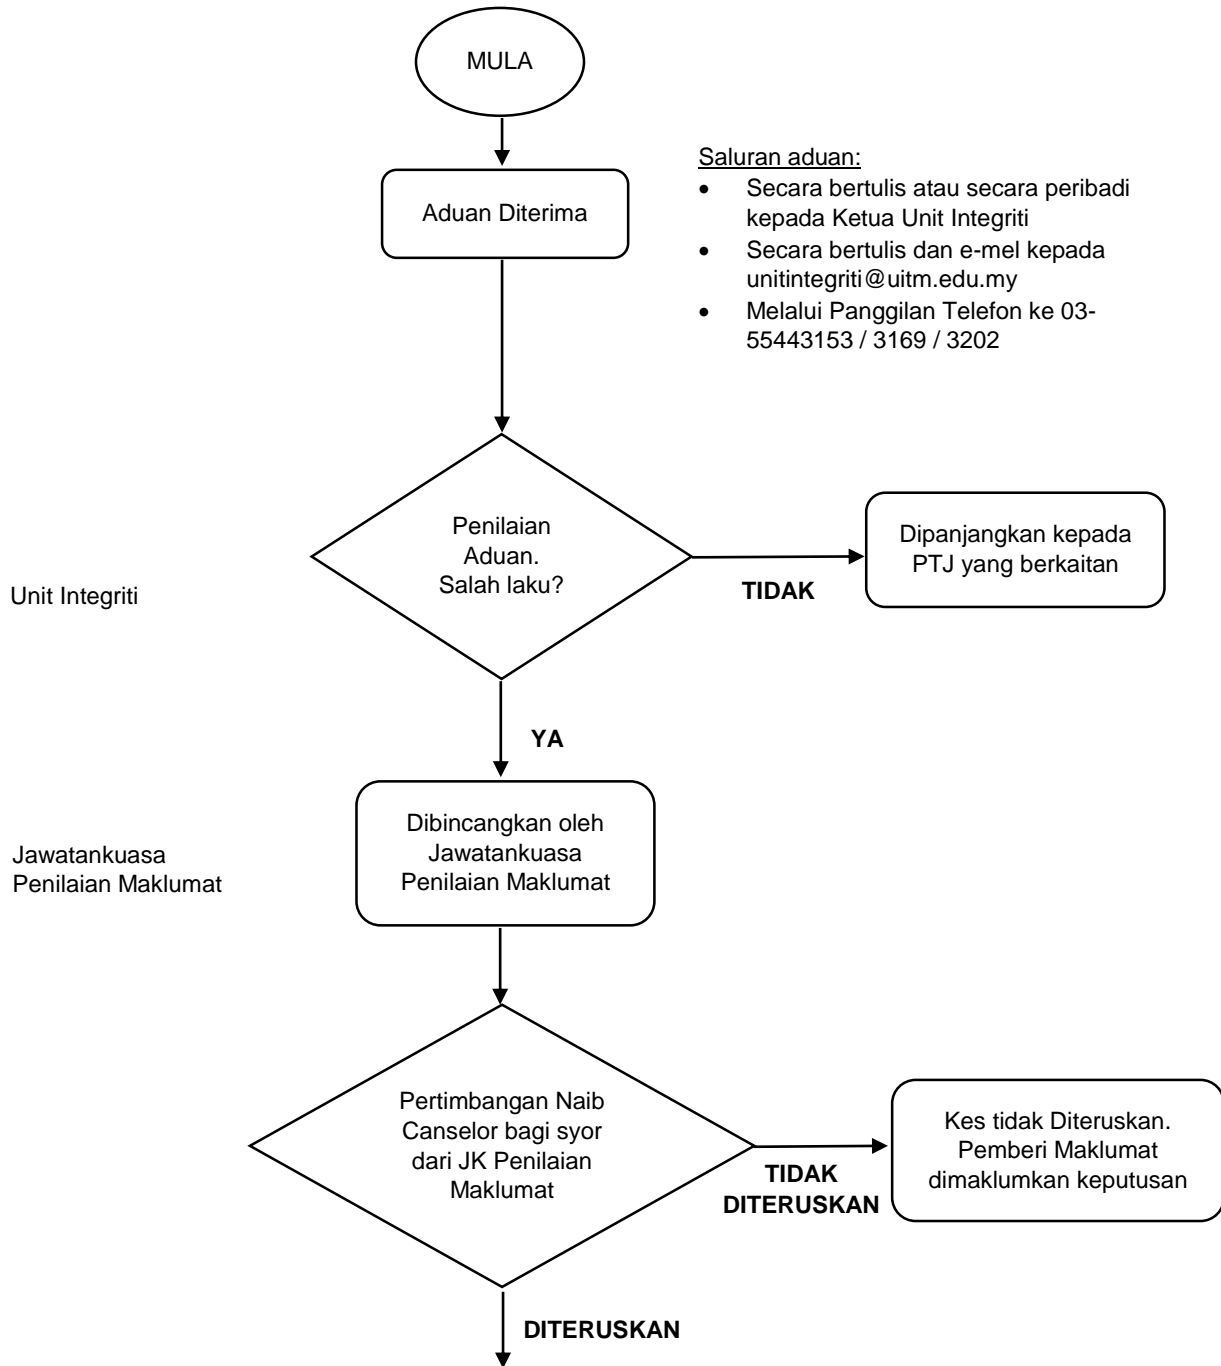 MULA
Aduan Diterima
Saluran aduan:
• Secara bertulis atau secara peribadi
kepada Ketua Unit Integriti
• Secara bertulis dan e-mel kepada
unitintegriti@uitm.edu.my
• Melalui Panggilan Telefon ke 03-
55443153 / 3169 / 3202
Penilaian
Aduan.
Salah laku?
TIDAK
Dipanjangkan kepada
PTJ yang berkaitan
Unit Integriti
YA
Dibincangkan oleh
Jawatankuasa
Penilaian Maklumat
Jawatankuasa
Penilaian Maklumat
Pertimbangan Naib
Canselor bagi syor
dari JK Penilaian
Maklumat
TIDAK
DITERUSKAN
Kes tidak Diteruskan.
Pemberi Maklumat
dimaklumkan keputusan
DITERUSKAN